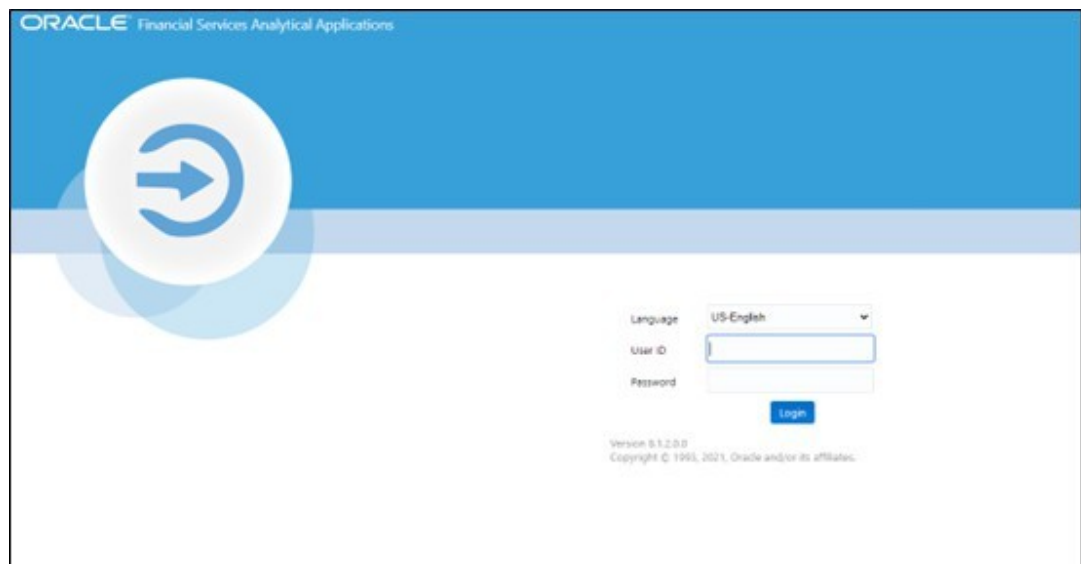 ORACLE Financial Services Analytical Applications
Language US-English
User ID
Password
Login
Version 8.1.2.0.0
Copyright © 1993, 2021, Oracle and/or its affiliates.